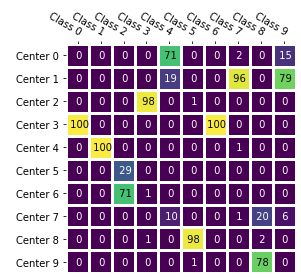 Class 0 Class 1 Class 2 Class 3 Class 4 Class 5 Class 6 Class 7 Class 8 Class 9
Center 0 0 0 0 0 71 0 0 2 0 15
Center 1 0 0 0 0 19 0 0 96 0 79
Center 2 0 0 0 98 0 1 0 0 0 0
Center 3 100 0 0 0 0 0 100 0 0 0
Center 4 0 100 0 0 0 0 0 1 0 0
Center 5 0 0 29 0 0 0 0 0 0 0
Center 6 0 0 71 1 0 0 0 0 0 0
Center 7 0 0 0 0 10 0 0 1 20 6
Center 8 0 0 0 1 0 98 0 0 2 0
Center 9 0 0 0 0 0 1 0 0 78 0